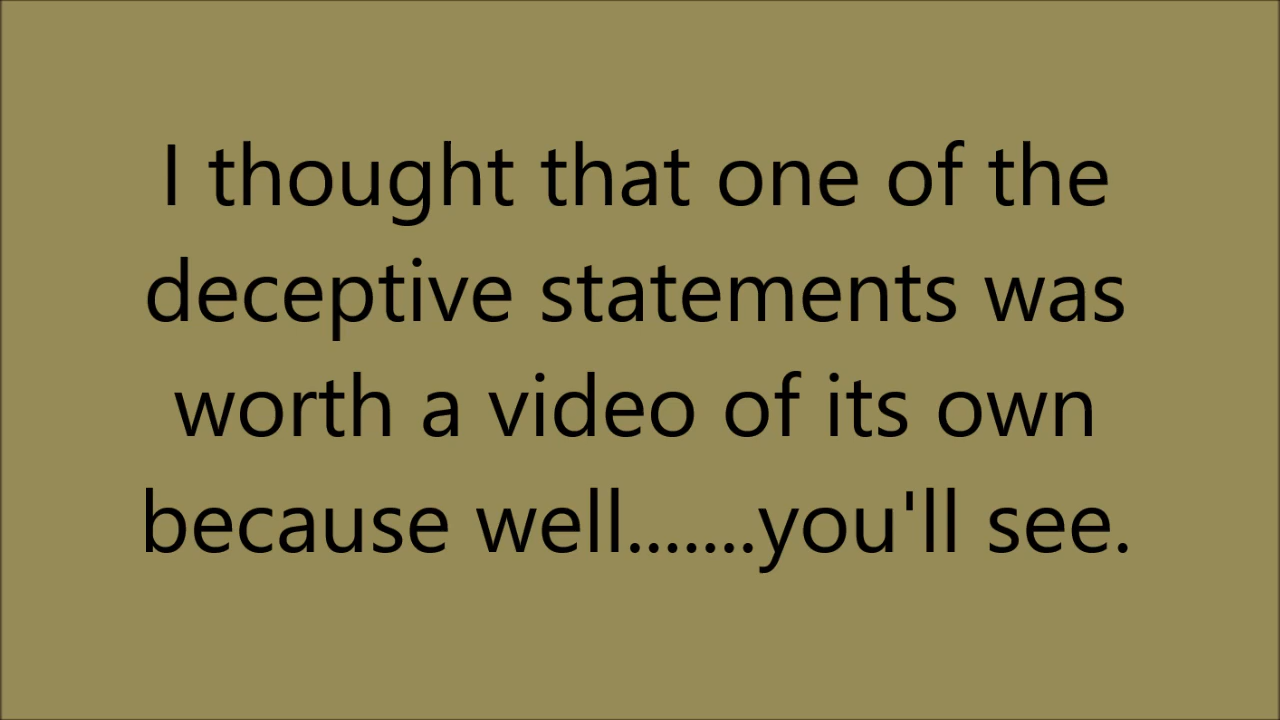 I thought that one of the
deceptive statements was
worth a video of its own
because well.......you'll see.